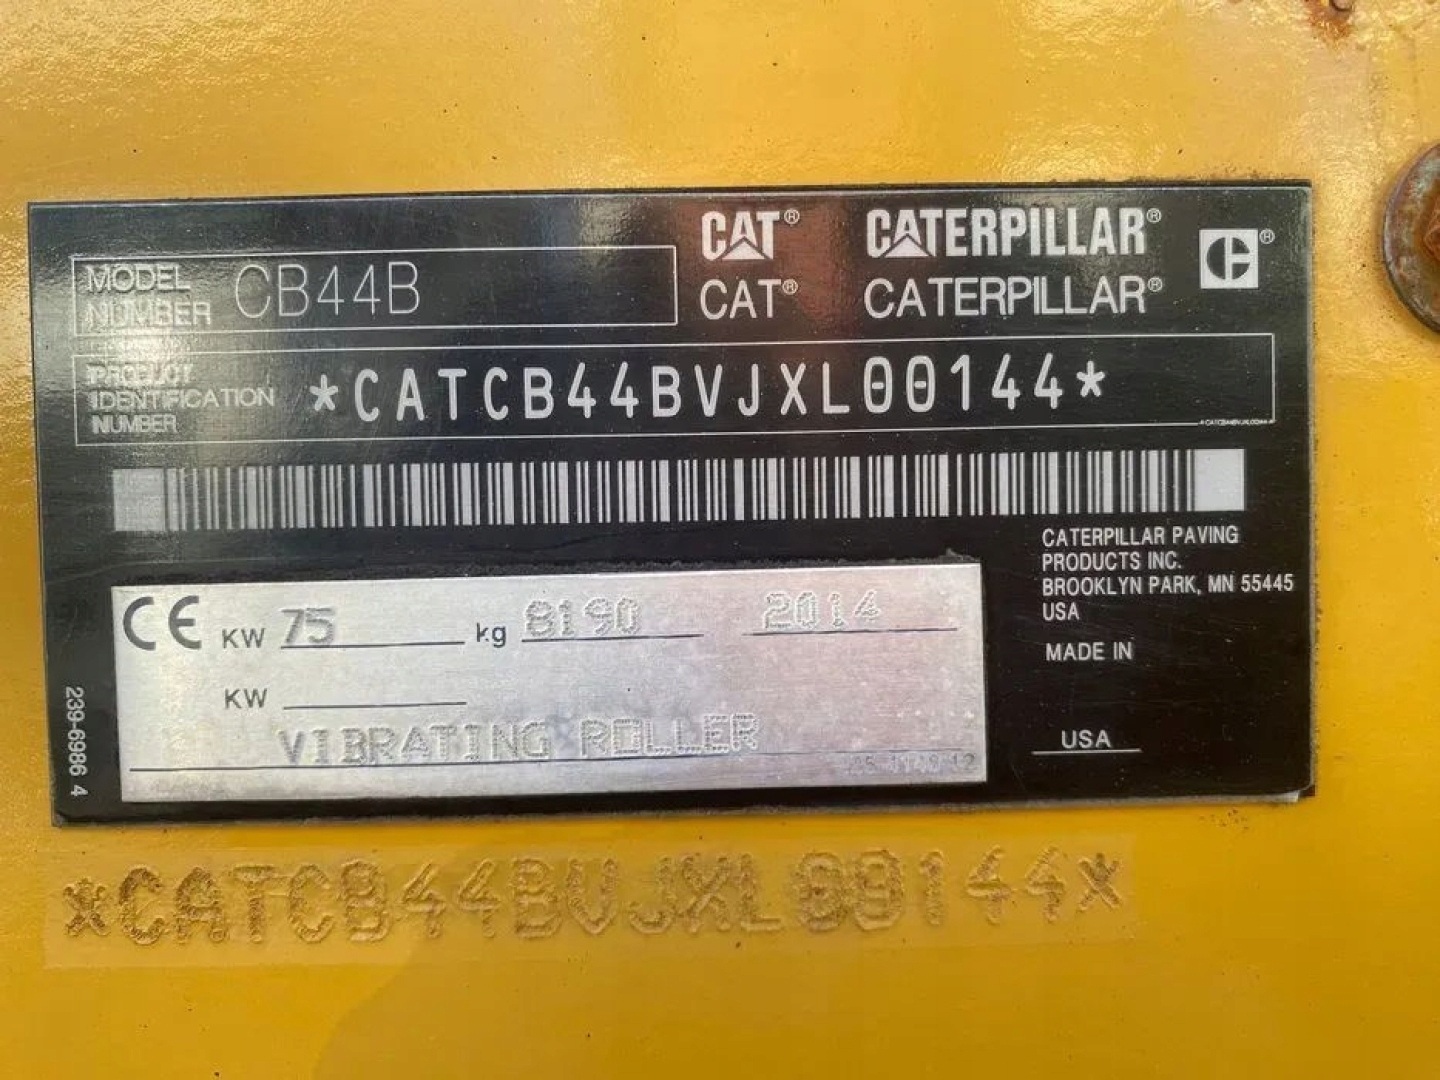 CAT® CATERPILLAR®
MODEL NUMBER CB44B CAT® CATERPILLAR®
PRODUCT
IDENTIFICATION
NUMBER
*CATCB44BVJXL00144*
*CATCB44BVJXL00144*
CATERPILLAR PAVING
PRODUCTS INC.
BROOKLYN PARK, MN 55445
USA
MADE IN
USA
CE KW 75 kg 8190 2014
KW
VIBRATING ROLLER
239-6986 4
*CATCB44BVJXL00144*